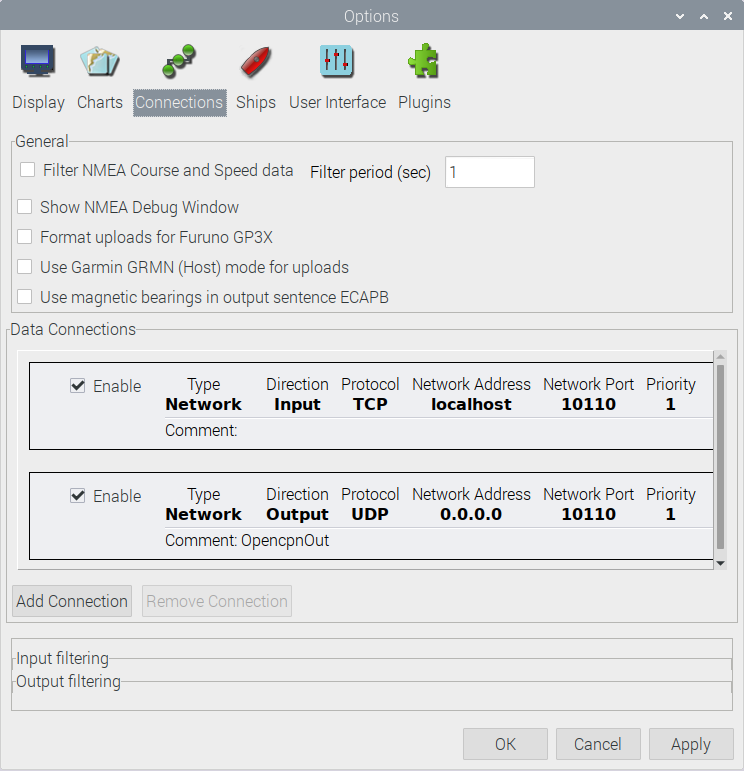 Options
Display Charts Connections Ships User Interface Plugins
General
Filter NMEA Course and Speed data Filter period (sec) 1
Show NMEA Debug Window
Format uploads for Furuno GP3X
Use Garmin GRMN (Host) mode for uploads
Use magnetic bearings in output sentence ECAPB
Data Connections
Enable Type Direction Protocol Network Address Network Port Priority
Network Input TCP localhost 10110 1
Comment:
Enable Type Direction Protocol Network Address Network Port Priority
Network Output UDP 0.0.0.0 10110 1
Comment: OpencpnOut
Add Connection Remove Connection
Input filtering
Output filtering
OK Cancel Apply